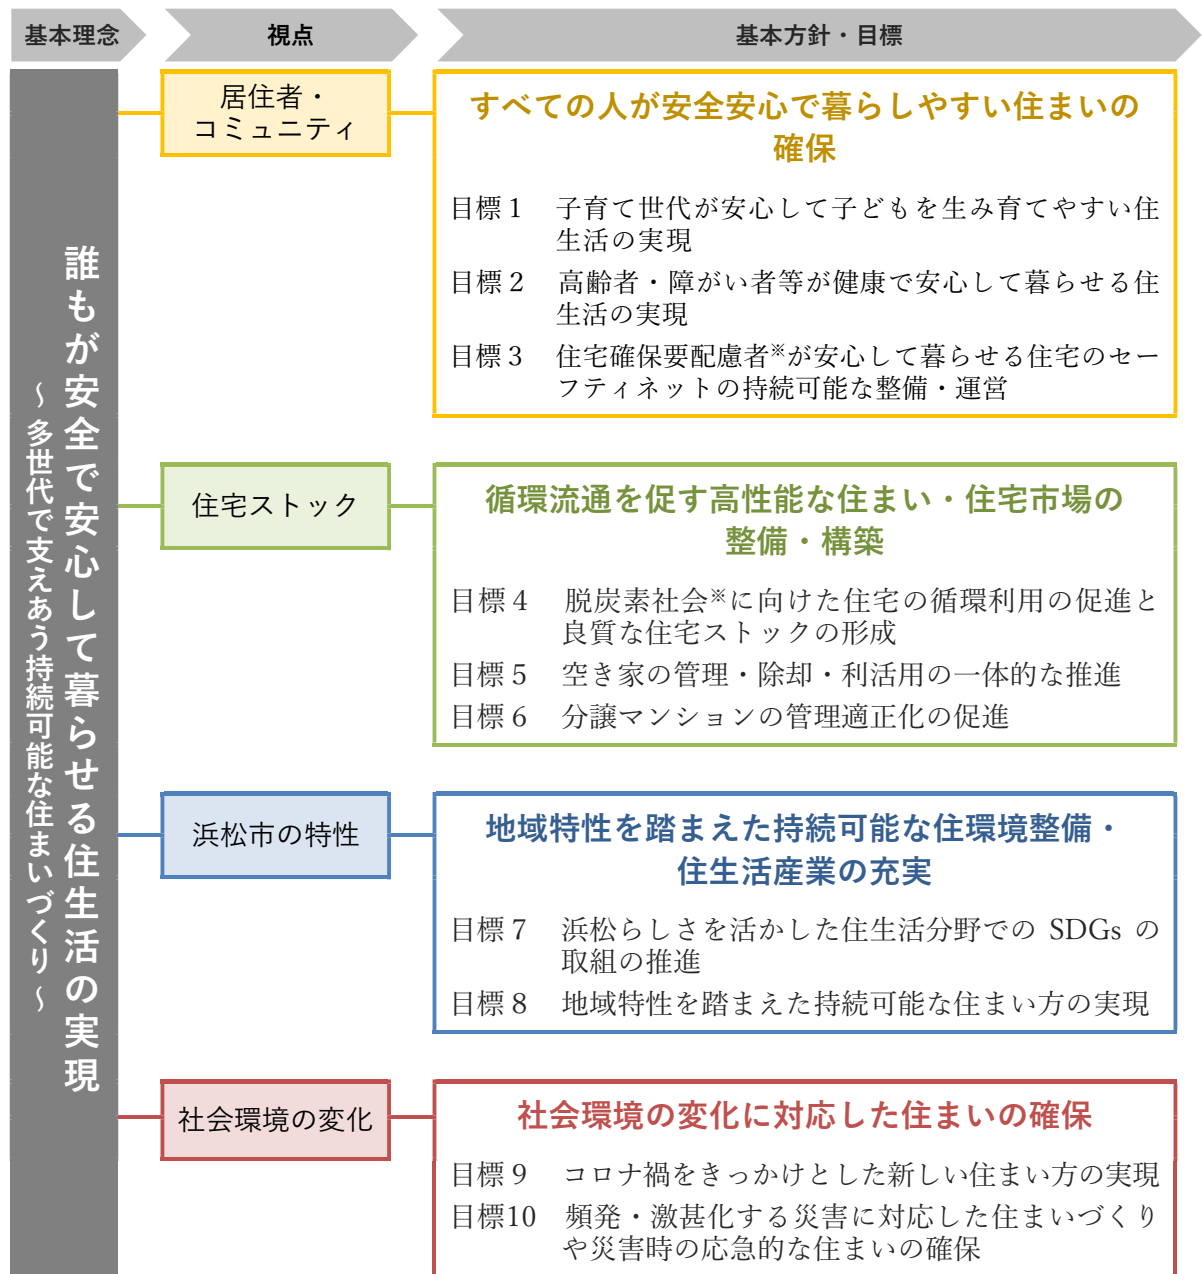 基本理念
視点
基本方針・目標
誰もが安全で安心して暮らせる住生活の実現
～多世代で支えあう持続可能な住まいづくり～
居住者・
コミュニティ
すべての人が安全安心で暮らしやすい住まいの
確保
目標１　子育て世代が安心して子どもを生み育てやすい住
生活の実現
目標２　高齢者・障がい者等が健康で安心して暮らせる住
生活の実現
目標３　住宅確保要配慮者※が安心して暮らせる住宅のセー
フティネットの持続可能な整備・運営
住宅ストック
循環流通を促す高性能な住まい・住宅市場の
整備・構築
目標４　脱炭素社会※に向けた住宅の循環利用の促進と
良質な住宅ストックの形成
目標５　空き家の管理・除却・利活用の一体的な推進
目標６　分譲マンションの管理適正化の促進
浜松市の特性
地域特性を踏まえた持続可能な住環境整備・
住生活産業の充実
目標７　浜松らしさを活かした住生活分野での SDGs の
取組の推進
目標８　地域特性を踏まえた持続可能な住まい方の実現
社会環境の変化
社会環境の変化に対応した住まいの確保
目標９　コロナ禍をきっかけとした新しい住まい方の実現
目標10　頻発・激甚化する災害に対応した住まいづくり
や災害時の応急的な住まいの確保